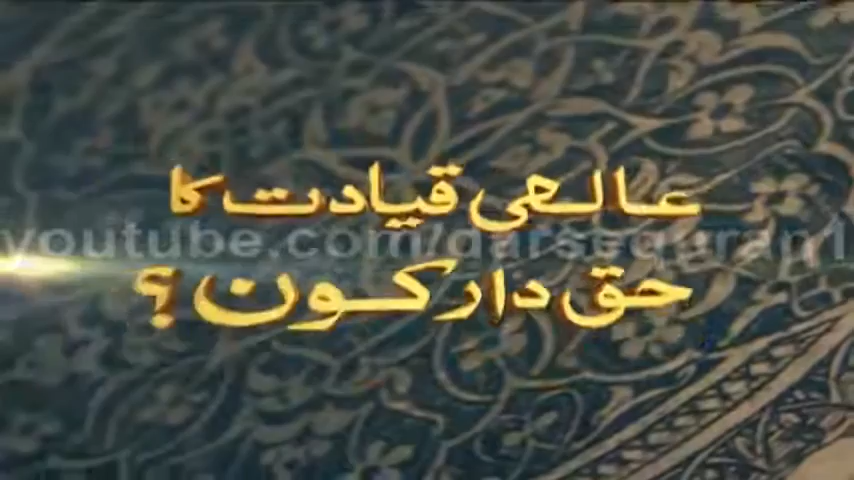 عالمی قیادت کا
youtube.com/darsequran1
حق دار کون؟